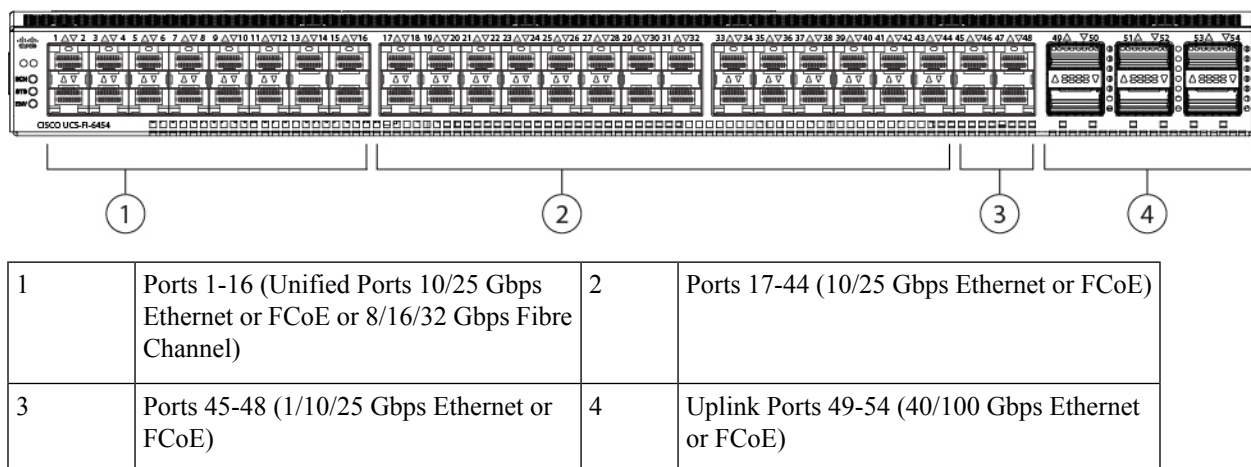 1 △▽ 2 3 △▽ 4 5 △▽ 6 7 △▽ 8 9 △▽ 10 11 △▽ 12 13 △▽ 14 15 △▽ 16 17 △▽ 18 19 △▽ 20 21 △▽ 22 23 △▽ 24 25 △▽ 26 27 △▽ 28 29 △▽ 30 31 △▽ 32 33 △▽ 34 35 △▽ 36 37 △▽ 38 39 △▽ 40 41 △▽ 42 43 △▽ 44 45 △▽ 46 47 △▽ 48 49 △ ▽ 50 51 △ ▽ 52 53 △ ▽ 54
BCN
STS
ENV
CISCO UCS-FI-6454
1 2 3 4
1 Ports 1-16 (Unified Ports 10/25 Gbps
Ethernet or FCoE or 8/16/32 Gbps Fibre
Channel)
2 Ports 17-44 (10/25 Gbps Ethernet or FCoE)
3 Ports 45-48 (1/10/25 Gbps Ethernet or
FCoE)
4 Uplink Ports 49-54 (40/100 Gbps Ethernet
or FCoE)